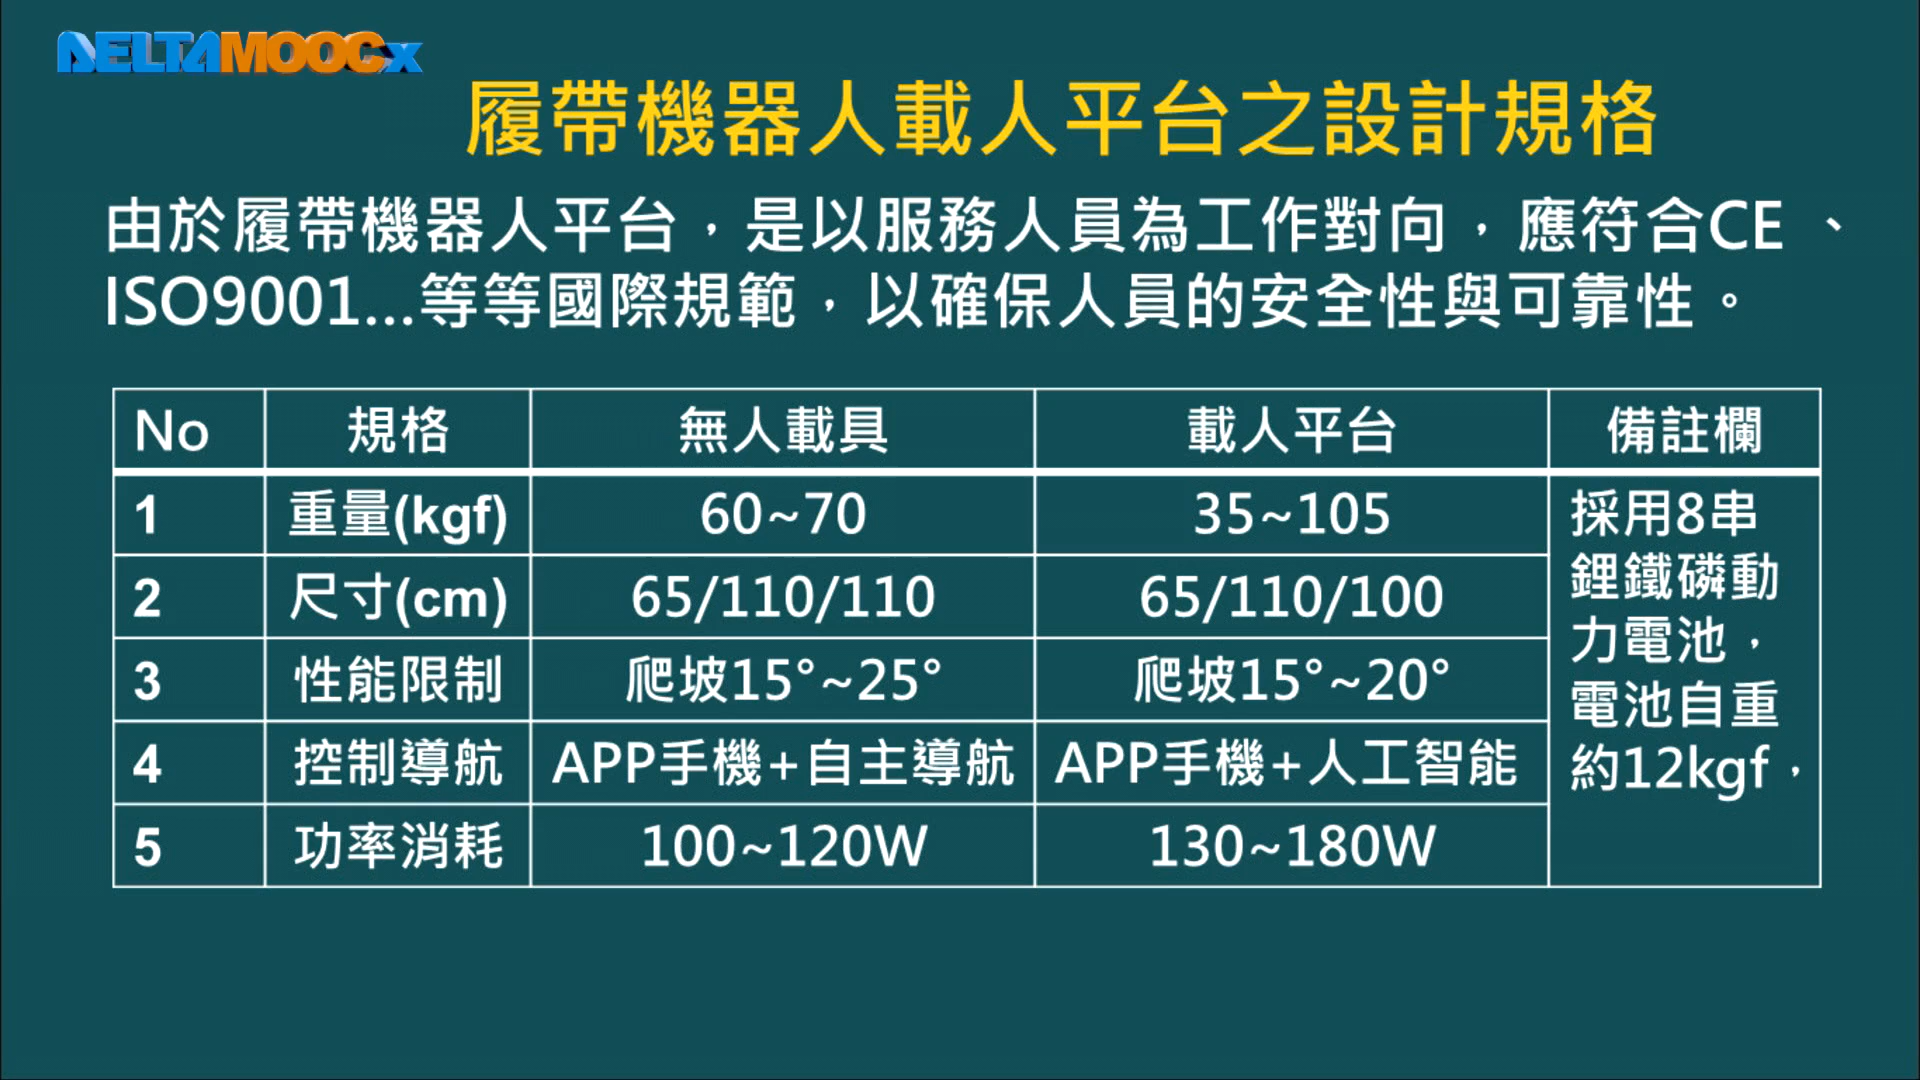 DELTAMOOCx
履帶機器人載人平台之設計規格
由於履帶機器人平台，是以服務人員為工作對向，應符合CE、
ISO9001...等等國際規範，以確保人員的安全性與可靠性。
No 規格 無人載具 載人平台 備註欄
1 重量(kgf) 60~70 35~105
2 尺寸(cm) 65/110/110 65/110/100
3 性能限制 爬坡15°~25° 爬坡15°~20°
4 控制導航 APP手機+自主導航 APP手機+人工智能
5 功率消耗 100~120W 130~180W
採用8串
鋰鐵磷動
力電池，
電池自重
約12kgf，